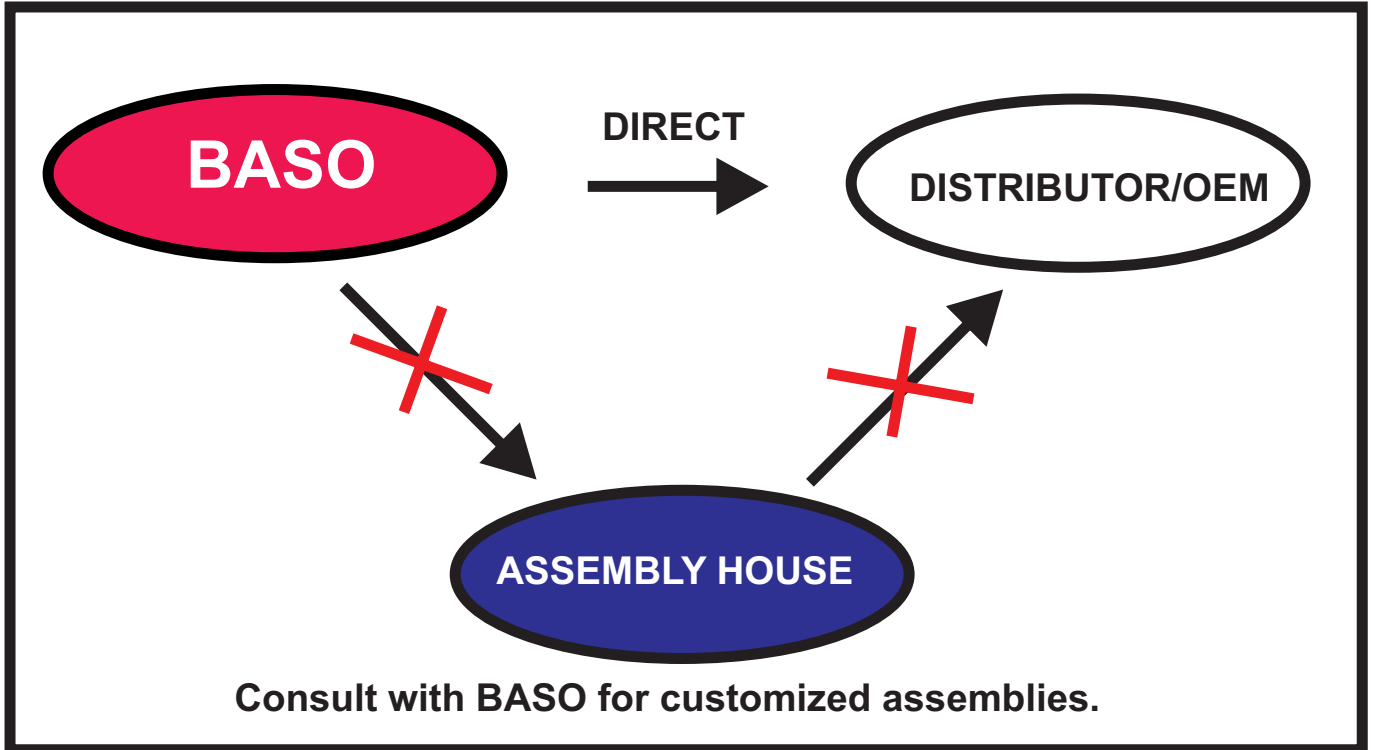 DIRECT
BASO
DISTRIBUTOR/OEM
ASSEMBLY HOUSE
Consult with BASO for customized assemblies.